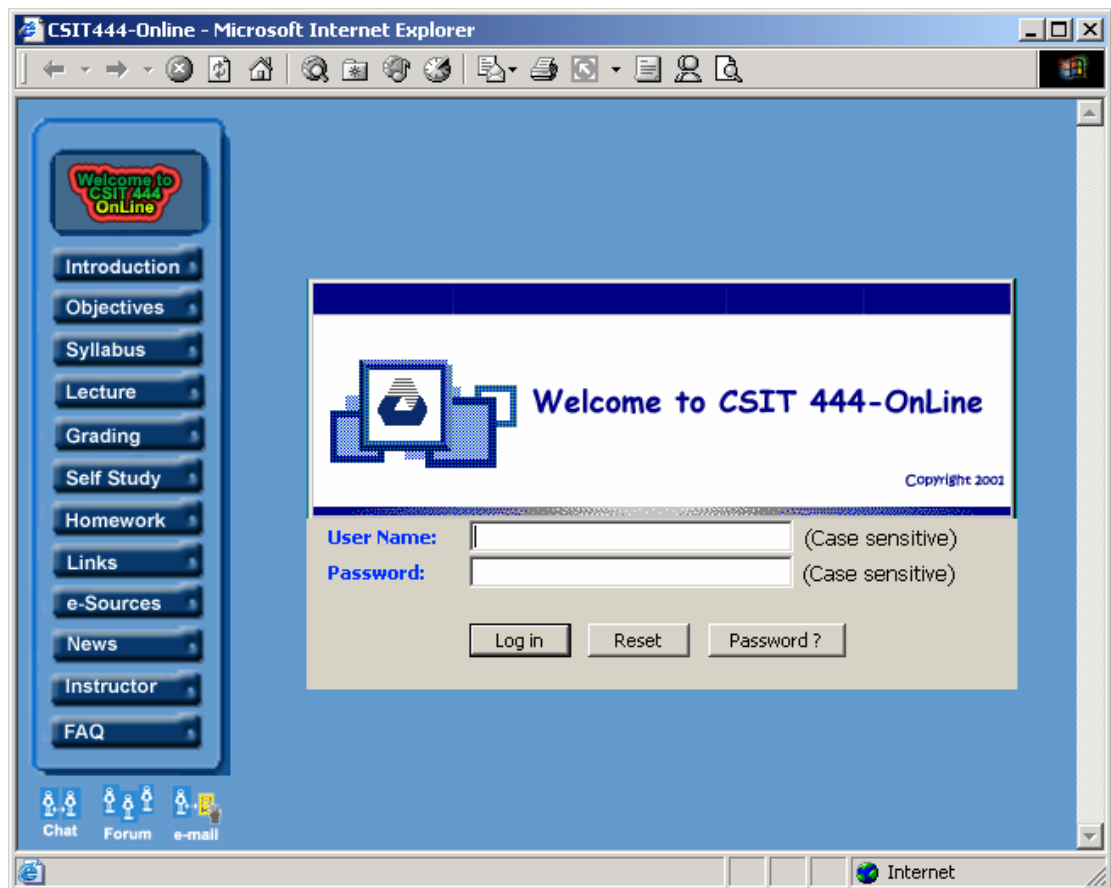 CSIT444-Online - Microsoft Internet Explorer
Welcome to
CSIT 444
OnLine
Introduction
Objectives
Syllabus
Lecture
Grading
Self Study
Homework
Links
e-Sources
News
Instructor
FAQ
Chat
Forum
e-mail
Welcome to CSIT 444-OnLine
Copyright 2001
User Name:
(Case sensitive)
Password:
(Case sensitive)
Log in
Reset
Password ?
Internet